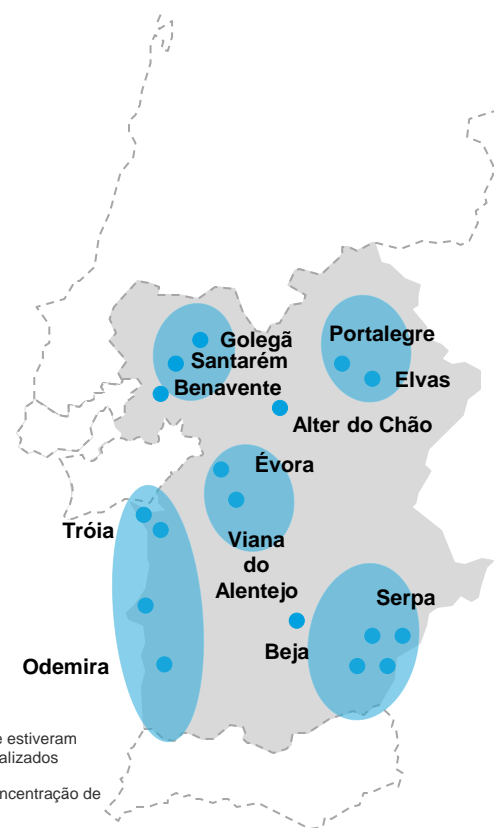 Golegã
Santarém
Benavente
Portalegre
Elvas
Alter do Chão
Évora
Viana
do
Alentejo
Tróia
Serpa
Beja
Odemira
estiveram
alizados
ncentração de